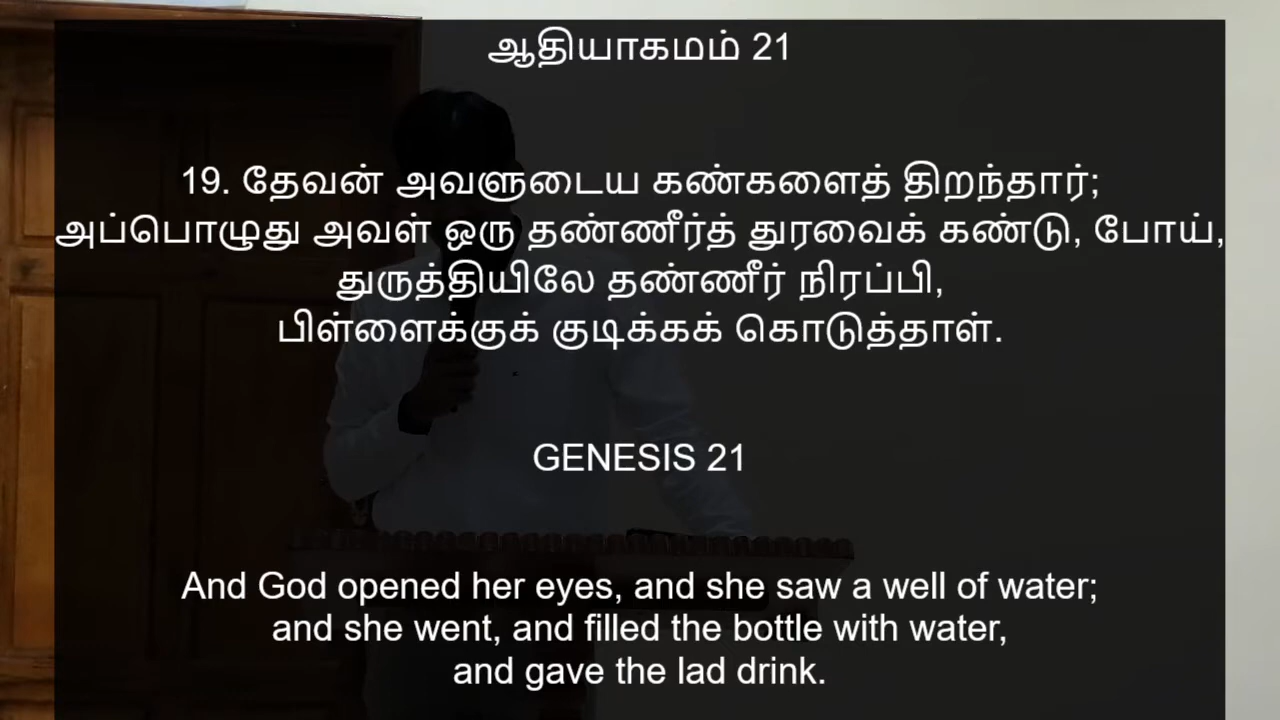 ஆதியாகமம் 21
19. தேவன் அவளுடைய கண்களைத் திறந்தார்;
அப்பொழுது அவள் ஒரு தண்ணீர்த் துரவைக் கண்டு, போய்,
துருத்தியிலே தண்ணீர் நிரப்பி,
பிள்ளைக்குக் குடிக்கக் கொடுத்தாள்.
GENESIS 21
And God opened her eyes, and she saw a well of water;
and she went, and filled the bottle with water,
and gave the lad drink.